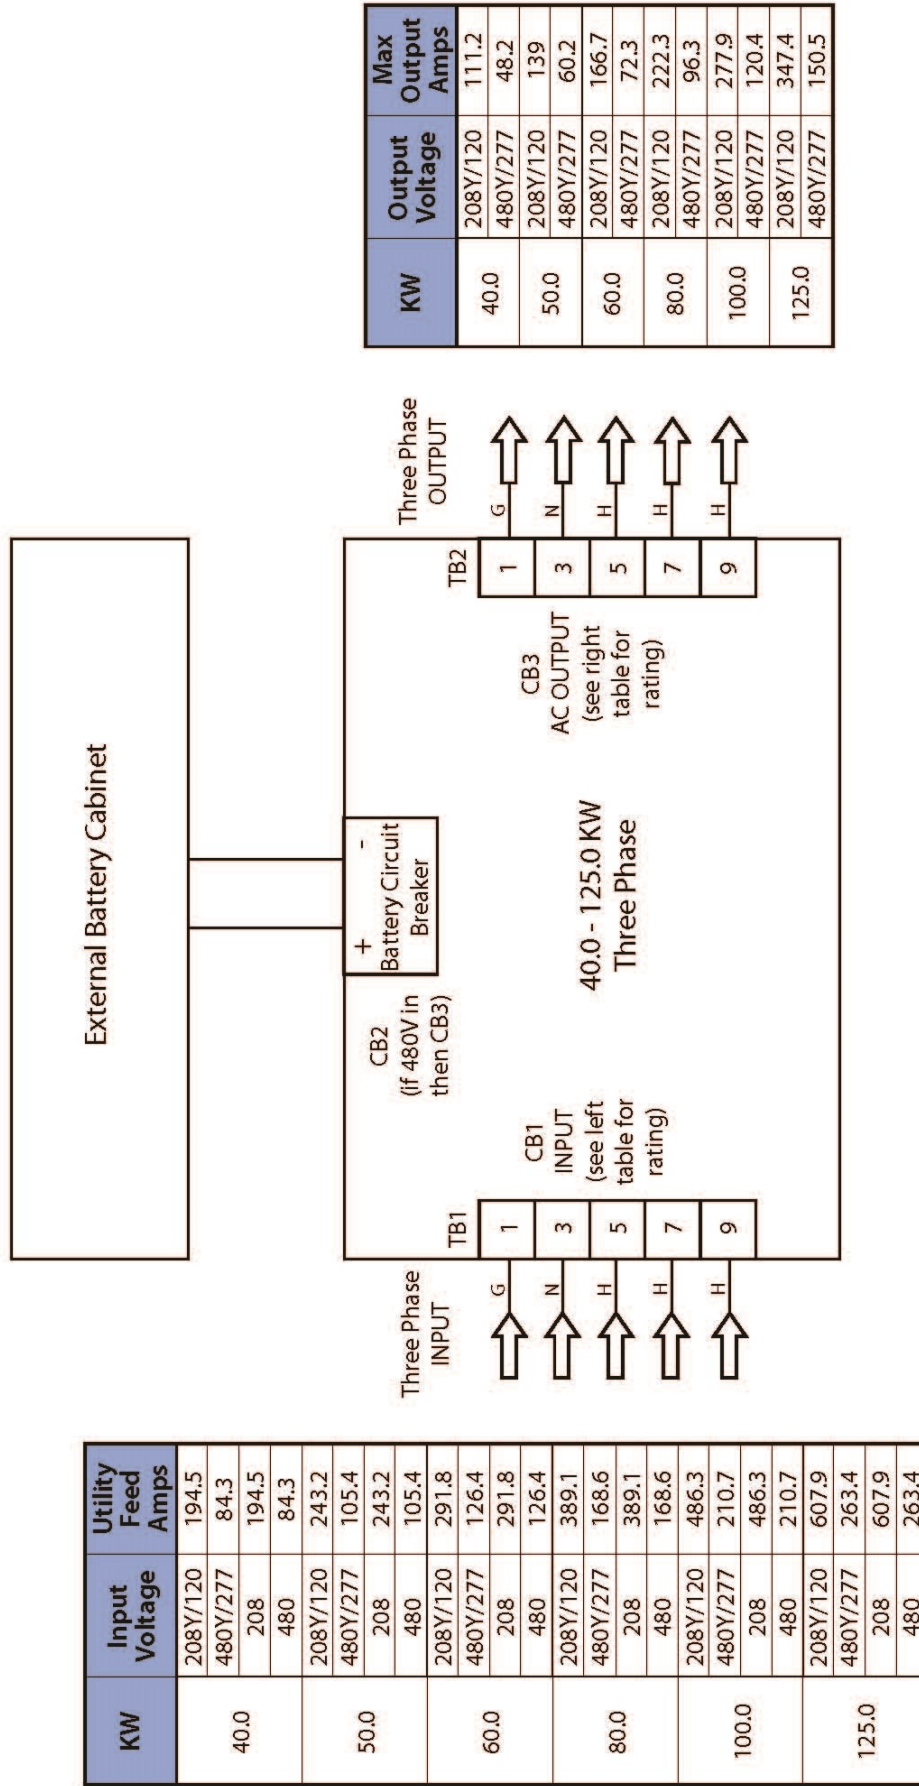 External Battery Cabinet
KW
Input Voltage
Utility Feed Amps
40.0
208Y/120 194.5
480Y/277 84.3
208 194.5
480 84.3
50.0
208Y/120 243.2
480Y/277 105.4
208 243.2
480 105.4
60.0
208Y/120 291.8
480Y/277 126.4
208 291.8
480 126.4
80.0
208Y/120 389.1
480Y/277 168.6
208 389.1
480 168.6
100.0
208Y/120 486.3
480Y/277 210.7
208 486.3
480 210.7
125.0
208Y/120 607.9
480Y/277 263.4
208 607.9
480 263.4
Three Phase
INPUT
G
N
H
H
H
TB1
1
3
5
7
9
CB1
INPUT
(see left
table for
rating)
CB2
(if 480V in
then CB3)
+ -
Battery Circuit
Breaker
40.0 - 125.0 KW
Three Phase
CB3
AC OUTPUT
(see right
table for
rating)
TB2
1
3
5
7
9
Three Phase
OUTPUT
G
N
H
H
H
KW
Output Voltage
Max Output Amps
40.0
208Y/120 111.2
480Y/277 48.2
50.0
208Y/120 139
480Y/277 60.2
60.0
208Y/120 166.7
480Y/277 72.3
80.0
208Y/120 222.3
480Y/277 96.3
100.0
208Y/120 277.9
480Y/277 120.4
125.0
208Y/120 347.4
480Y/277 150.5